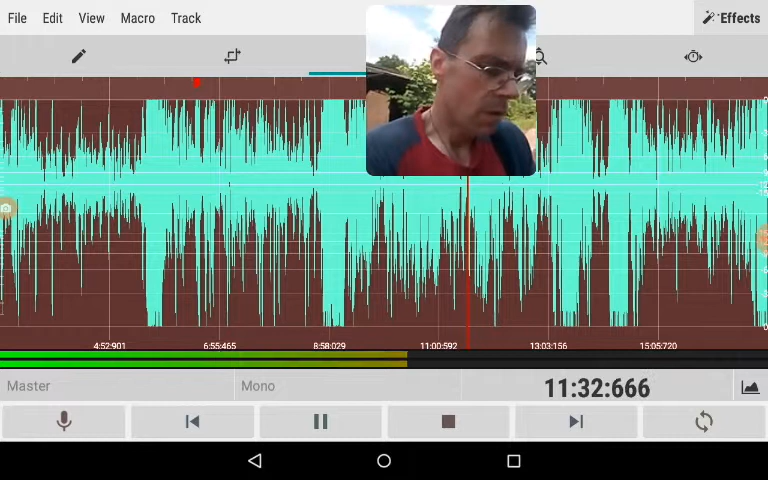 File Edit View Macro Track Effects
4:52:901 6:55:465 8:58:029 11:00:592 13:03:156 15:05:720
Master Mono 11:32:666